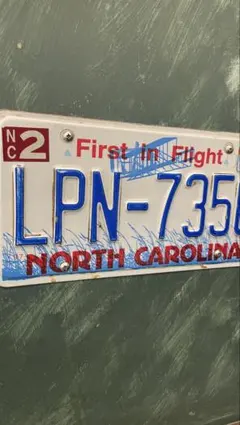 NC 2
First in Flight
LPN-735
NORTH CAROLINA